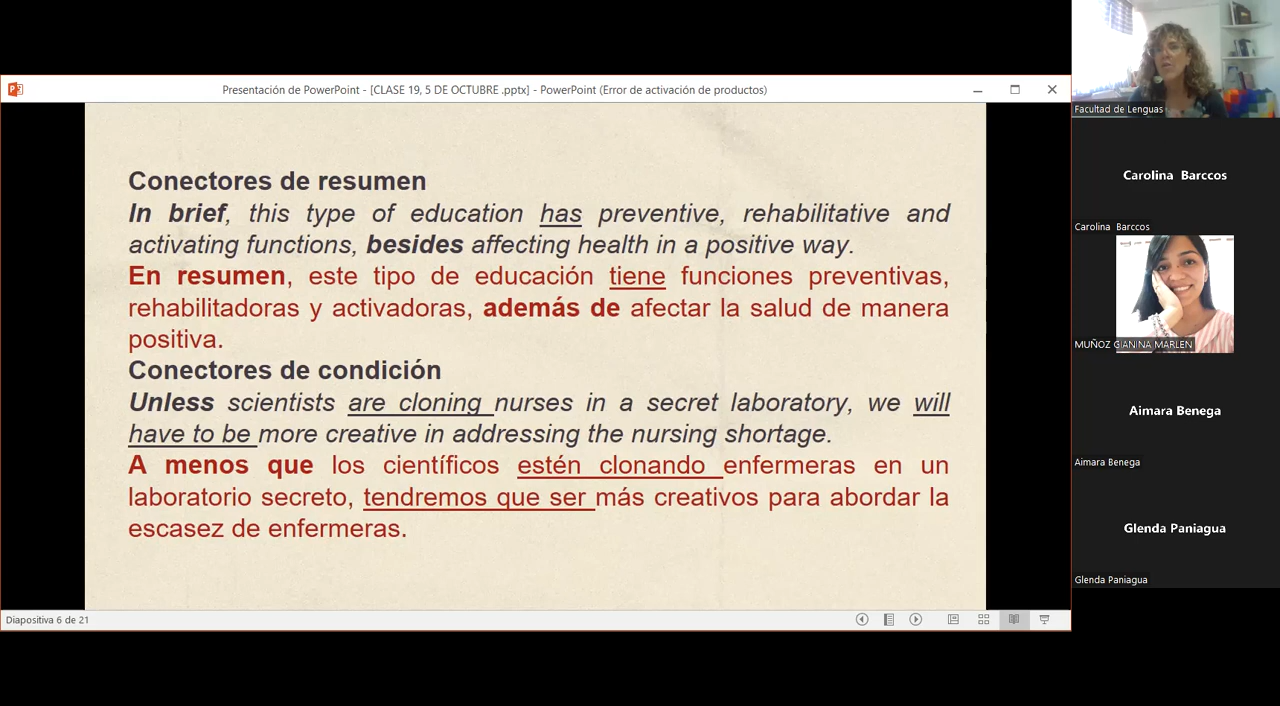 Presentación de PowerPoint - [CLASE 19, 5 DE OCTUBRE .pptx] - PowerPoint (Error de activación de productos)
Conectores de resumen
In brief, this type of education has preventive, rehabilitative and
activating functions, besides affecting health in a positive way.
En resumen, este tipo de educación tiene funciones preventivas,
rehabilitadoras y activadoras, además de afectar la salud de manera
positiva.
Conectores de condición
Unless scientists are cloning nurses in a secret laboratory, we will
have to be more creative in addressing the nursing shortage.
A menos que los científicos estén clonando enfermeras en un
laboratorio secreto, tendremos que ser más creativos para abordar la
escasez de enfermeras.
Diapositiva 6 de 21
Facultad de Lenguas
Carolina Barccos
Carolina Barccos
MUÑOZ GIANINA MARLEN
Aimara Benega
Aimara Benega
Glenda Paniagua
Glenda Paniagua